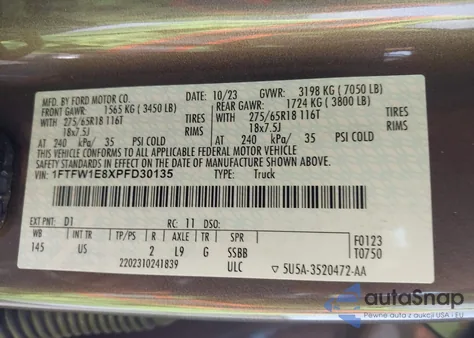 MFD. BY FORD MOTOR CO.
10/23 GVWR: 3198 KG ( 7050 LB)
FRONT GAWR: 1565 KG ( 3450 LB) REAR GAWR: 1724 KG ( 3800 LB)
275/65R18 116T TIRES WITH 275/65R18 116T TIRES WITH
18x7.5J RIMS 18x7.5J RIMS
AT 240 kPa/ 35 PSI COLD AT 240 kPa/ 35 PSI COLD
THIS VEHICLE CONFORMS TO ALL APPLICABLE FEDERAL MOTOR VEHICLE
SAFETY STANDARDS IN EFFECT ON THE DATE OF MANUFACTURE SHOWN ABOVE.
VIN: 1FTFW1E8XPFD30135 TYPE: Truck
EXT PNT: D1 RC: 11 DSO: F0123
WB TP/PS R AXLE TR SPR T0750
145 US 2 L9 G SSBB
2202310241839 ULC ▽ 5U5A-3520472-AA
autoSnap
Pewne auto z aukcji USA i EU